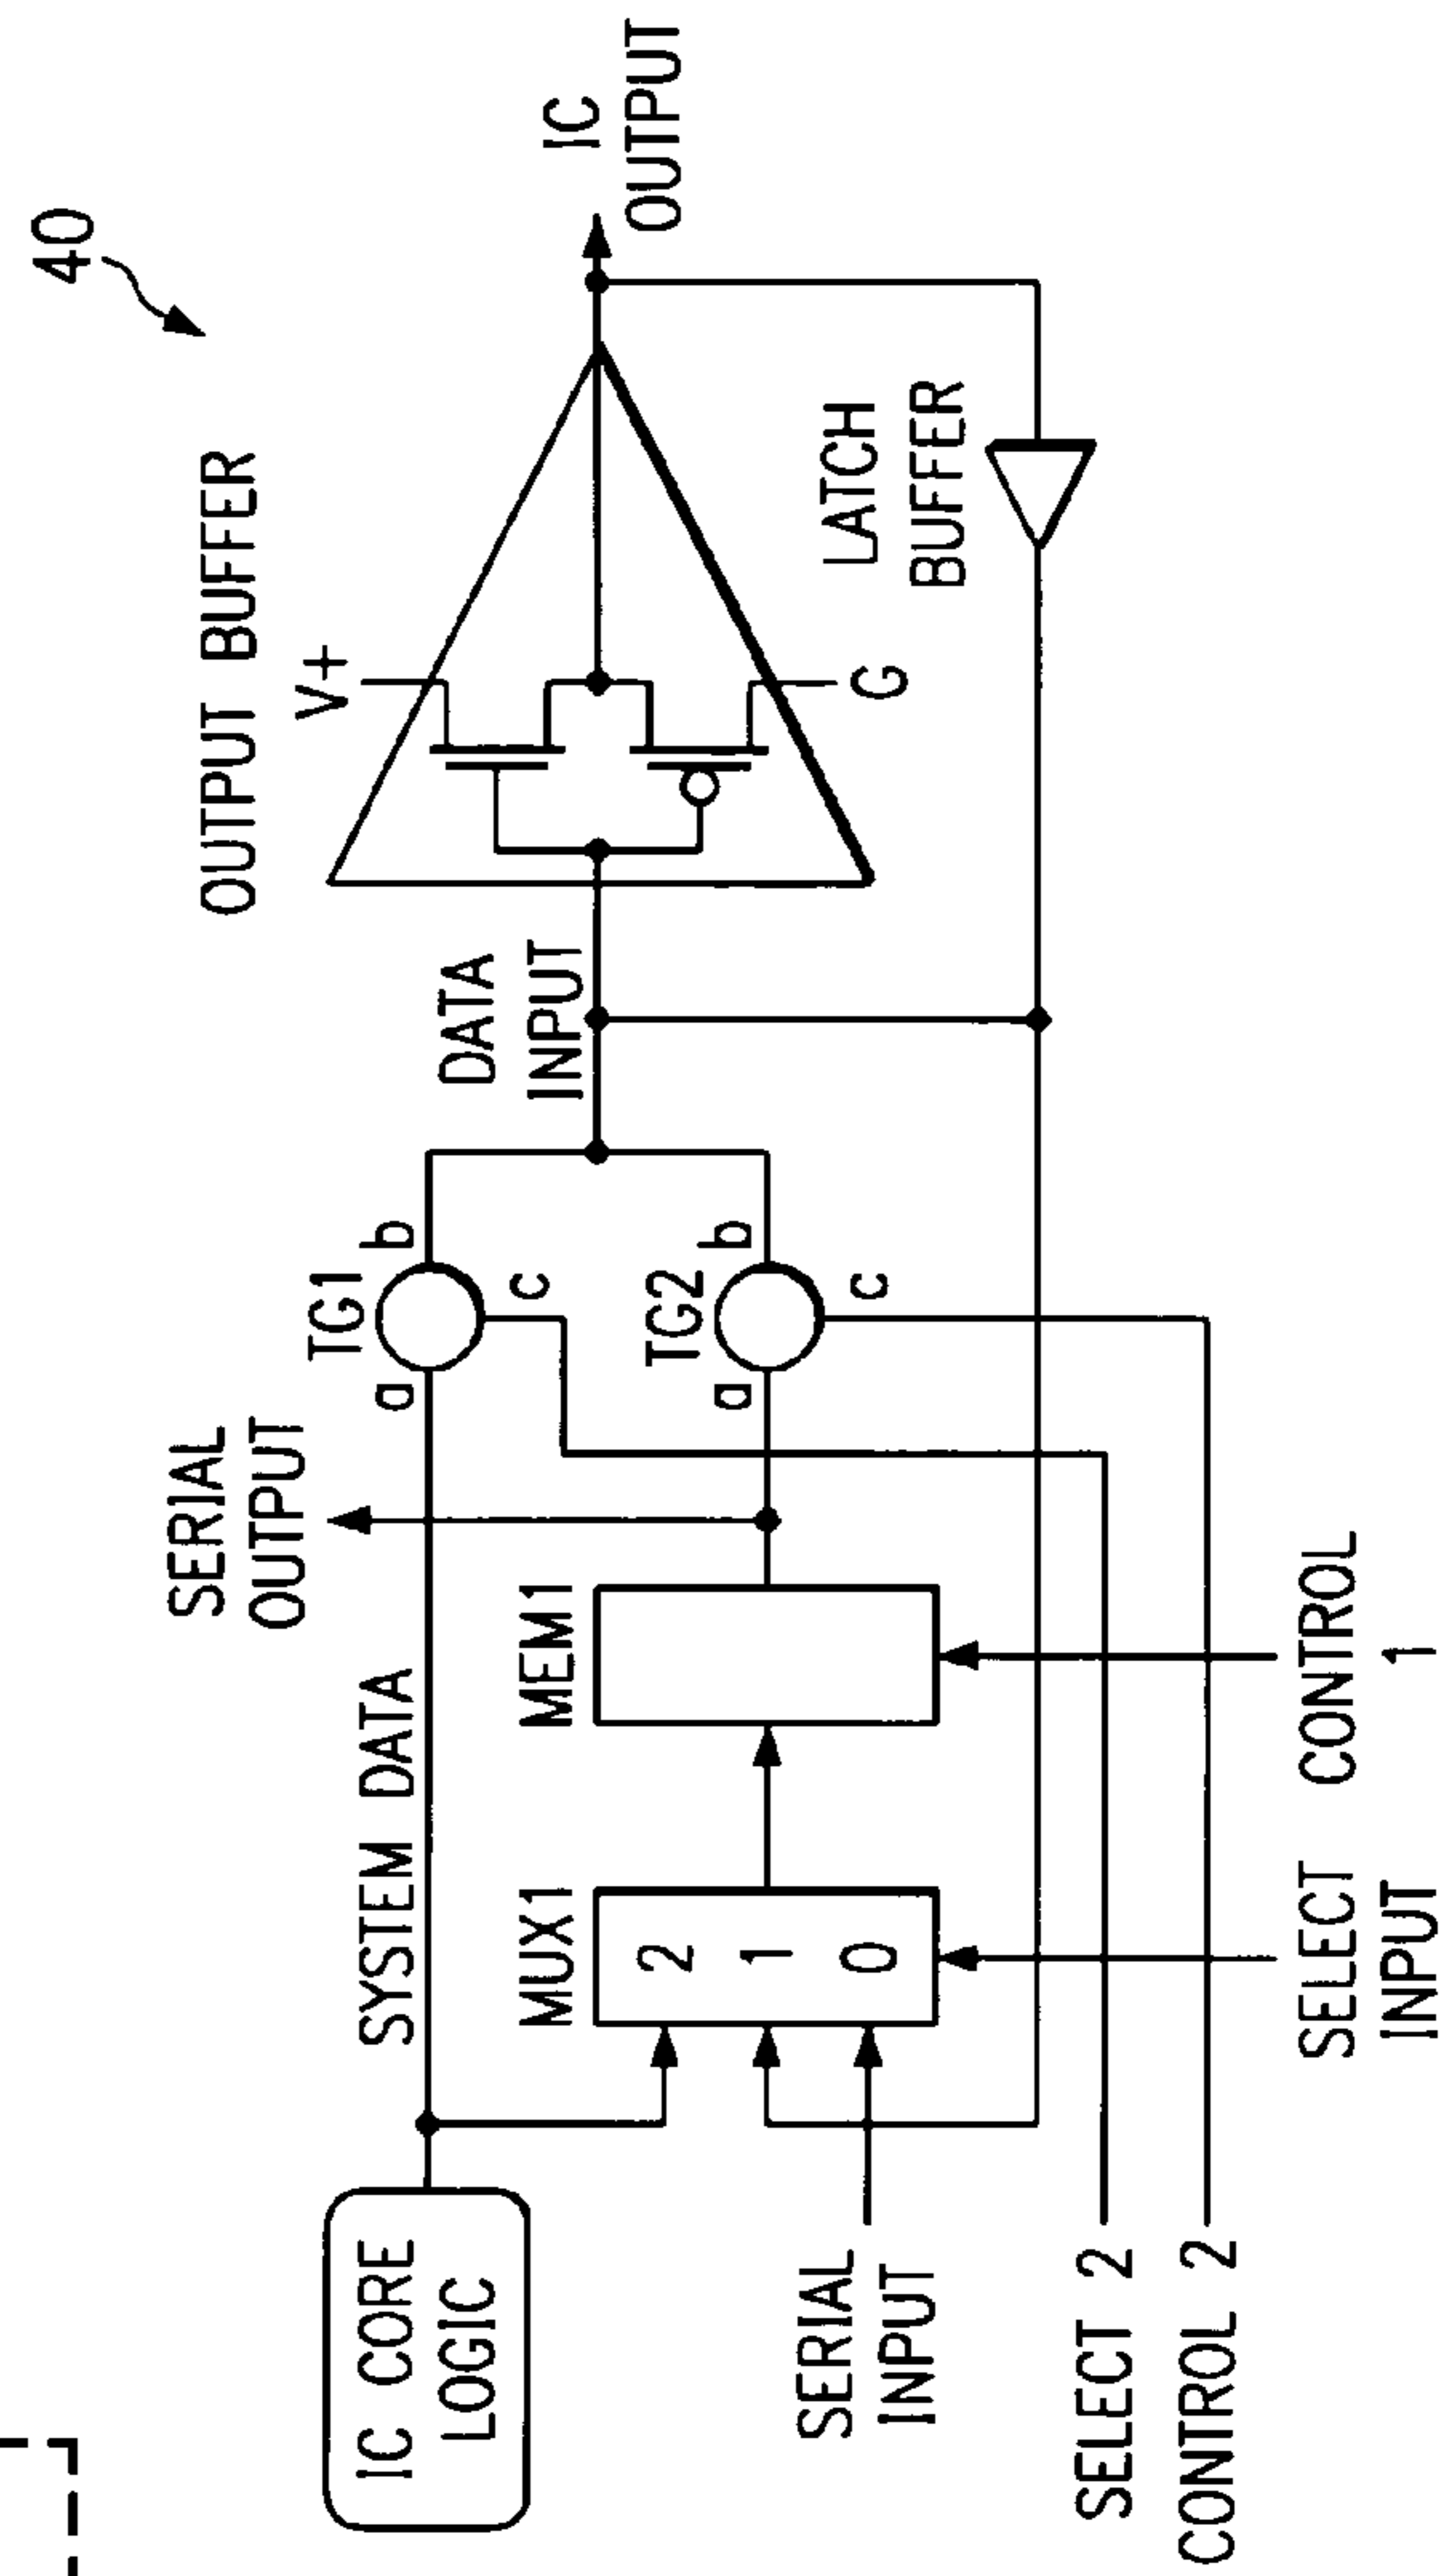 40
OUTPUT BUFFER
V+
G
IC
OUTPUT
LATCH
BUFFER
DATA
INPUT
SERIAL
OUTPUT
TG1
a
b
c
TG2
a
b
c
SYSTEM DATA
MEM1
MUX1
2
1
0
IC CORE
LOGIC
SERIAL
INPUT
SELECT 2
CONTROL 2
SELECT
INPUT
CONTROL
1